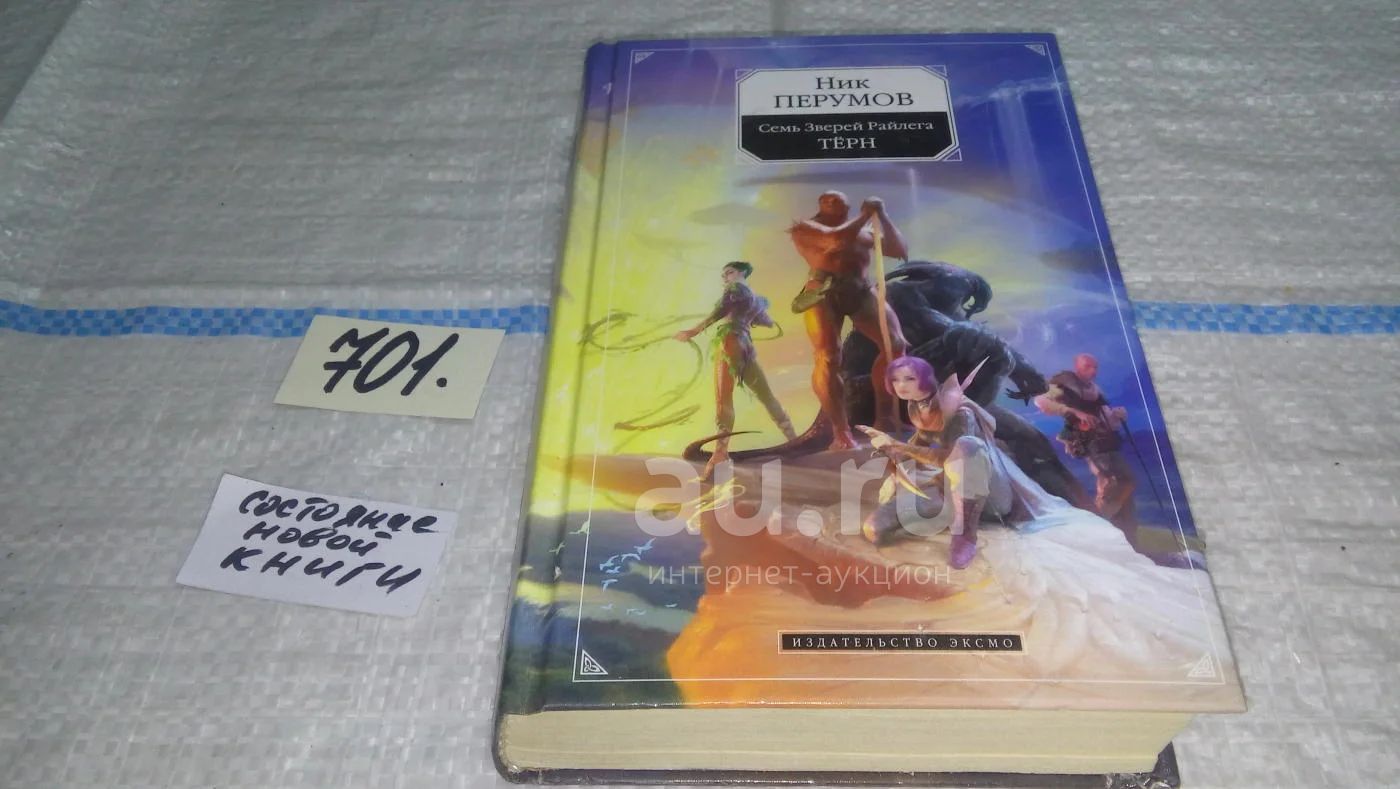 Ник
ПЕРУМОВ
Семь Зверей Райлега
ТЁРН
701.
состояние
новой
книги
au.ru
интернет-аукцион
ИЗДАТЕЛЬСТВО ЭКСМО